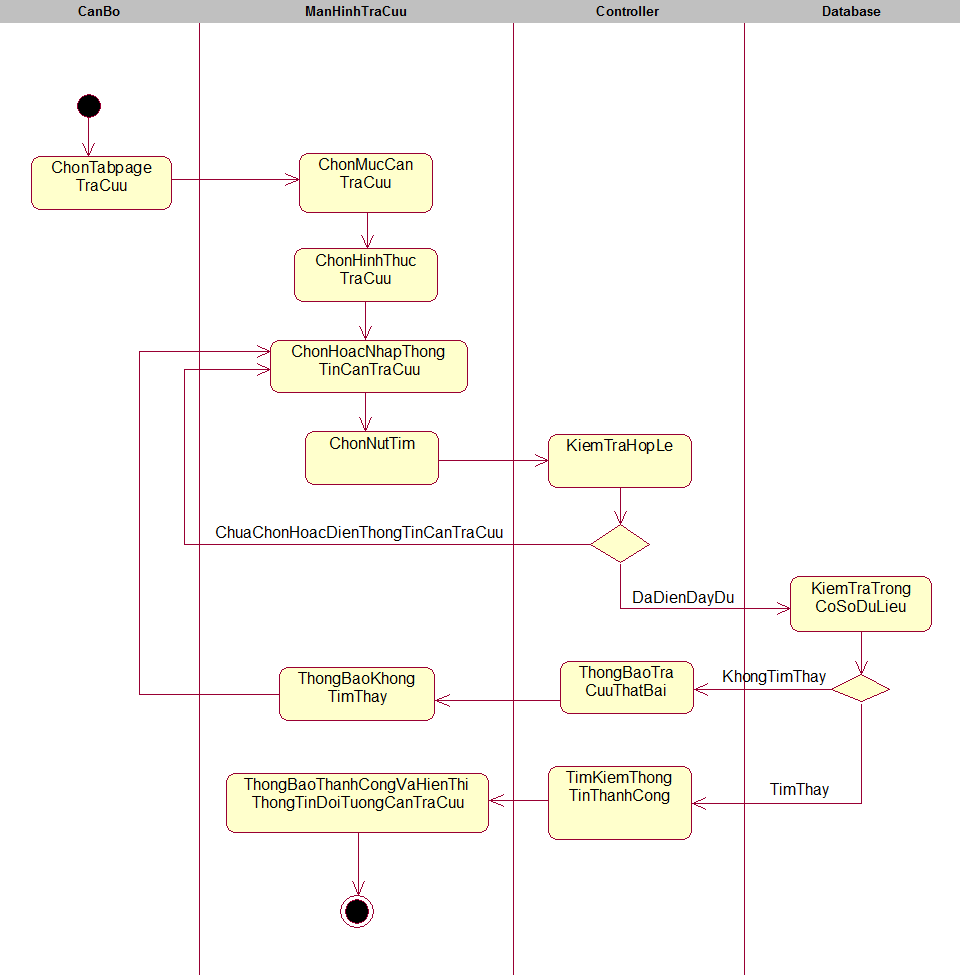 CanBo
ManHinhTraCuu
Controller
Database
ChonTabpage
TraCuu
ChonMucCan
TraCuu
ChonHinhThuc
TraCuu
ChonHoacNhapThong
TinCanTraCuu
ChonNutTim
KiemTraHopLe
ChuaChonHoacDienThongTinCanTraCuu
DaDienDayDu
KiemTraTrong
CoSoDuLieu
KhongTimThay
ThongBaoTra
CuuThatBai
ThongBaoKhong
TimThay
TimThay
TimKiemThong
TinThanhCong
ThongBaoThanhCongVaHienThi
ThongTinDoiTuongCanTraCuu